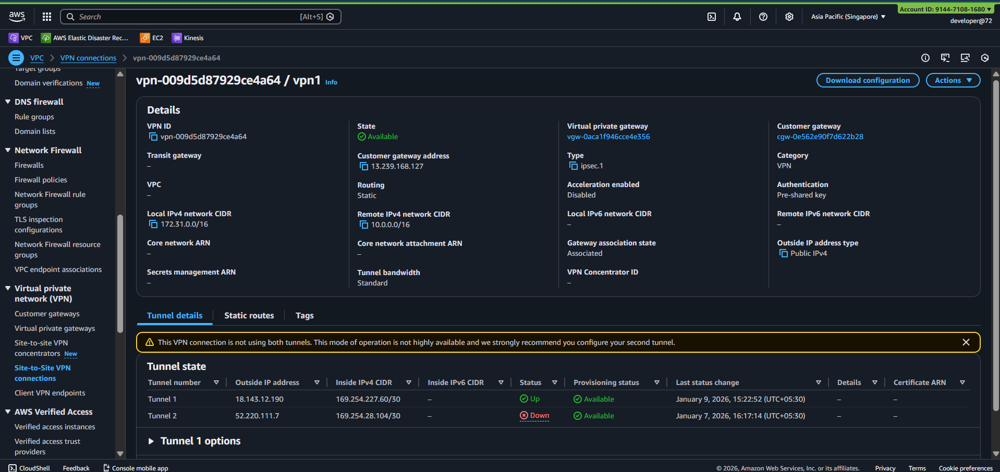 aws
Search
[Alt+S]
Asia Pacific (Singapore)
Account ID: 9144-7108-1680
developer@72
VPC
AWS Elastic Disaster Rec...
EC2
Kinesis
VPC
VPN connections
vpn-009d5d87929ce4a64
Target groups
Domain verifications New
DNS firewall
Rule groups
Domain lists
Network Firewall
Firewalls
Firewall policies
Network Firewall rule
groups
TLS inspection
configurations
Network Firewall resource
groups
VPC endpoint associations
Virtual private
network (VPN)
Customer gateways
Virtual private gateways
Site-to-site VPN
concentrators New
Site-to-Site VPN
connections
Client VPN endpoints
AWS Verified Access
Verified access instances
Verified access trust
providers
vpn-009d5d87929ce4a64 / vpn1 Info
Download configuration
Actions
Details
VPN ID
vpn-009d5d87929ce4a64
State
Available
Virtual private gateway
vgw-0aca1f946cce4e356
Customer gateway
cgw-0e562e90f7d622b28
Transit gateway
–
Customer gateway address
13.239.168.127
Type
ipsec.1
Category
VPN
VPC
–
Routing
Static
Acceleration enabled
Disabled
Authentication
Pre-shared key
Local IPv4 network CIDR
172.31.0.0/16
Remote IPv4 network CIDR
10.0.0.0/16
Local IPv6 network CIDR
–
Remote IPv6 network CIDR
–
Core network ARN
–
Core network attachment ARN
–
Gateway association state
Associated
Outside IP address type
Public IPv4
Secrets management ARN
–
Tunnel bandwidth
Standard
VPN Concentrator ID
–
Tunnel details
Static routes
Tags
This VPN connection is not using both tunnels. This mode of operation is not highly available and we strongly recommend you configure your second tunnel.
Tunnel state
Tunnel number Outside IP address Inside IPv4 CIDR Inside IPv6 CIDR Status Provisioning status Last status change Details Certificate ARN
Tunnel 1 18.143.12.190 169.254.227.60/30 – Up Available January 9, 2026, 15:22:52 (UTC+05:30) – –
Tunnel 2 52.220.111.7 169.254.28.104/30 – Down Available January 7, 2026, 16:17:14 (UTC+05:30) – –
Tunnel 1 options
CloudShell
Feedback
Console mobile app
© 2026, Amazon Web Services, Inc. or its affiliates.
Privacy
Terms
Cookie preferences